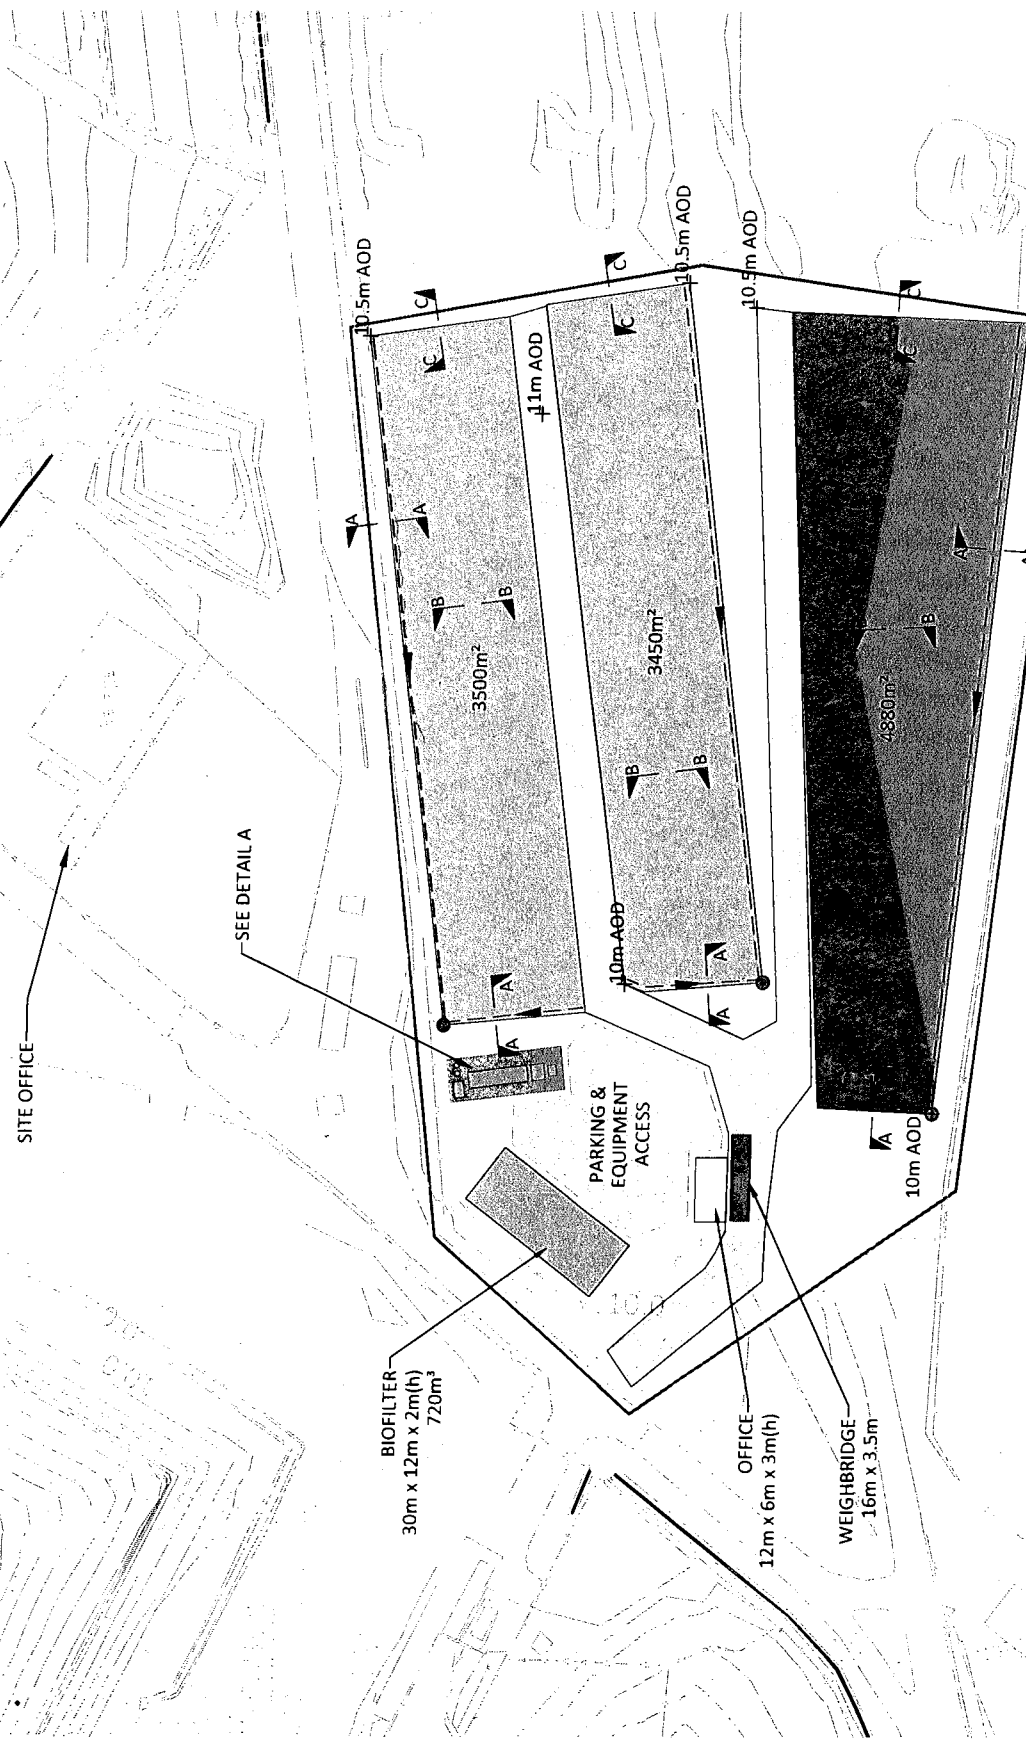 SITE OFFICE
SEE DETAIL A
BIOFILTER
30m x 12m x 2m(h)
720m³
PARKING &
EQUIPMENT
ACCESS
OFFICE
12m x 6m x 3m(h)
WEIGHBRIDGE
16m x 3.5m
10.5m AOD
10.5m AOD
10.5m AOD
11m AOD
10m AOD
10m AOD
3500m²
3450m²
4880m²
10.0
A
A
A
A
B
B
C
C
A
A
B
B
C
C
A
A
A
B
C
C